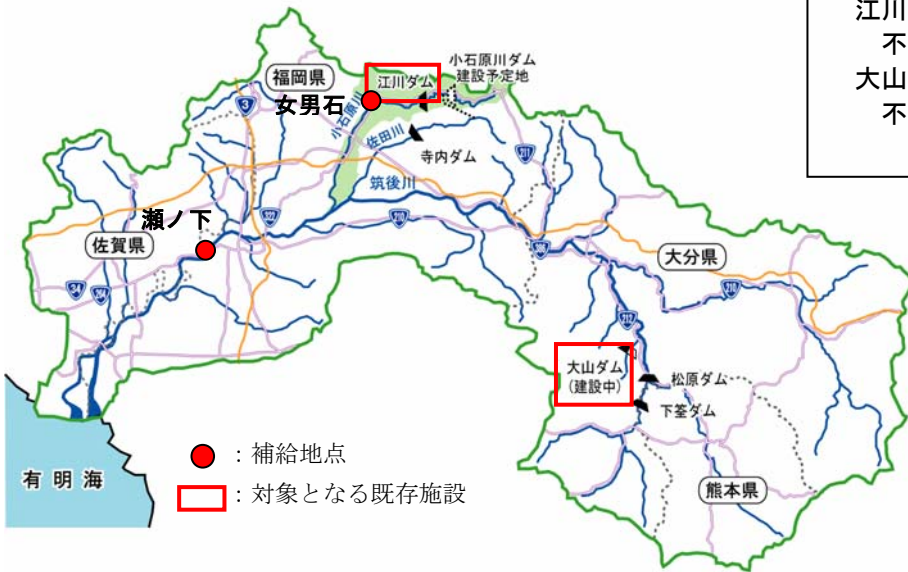 江川
不
大山
不
小石原川ダム
建設予定地
福岡県
江川ダム
女男石
3
小石原川
佐田川
寺内ダム
211
筑後川
瀬ノ下
佐賀県
322
210
34
264
386
大分県
210
212
大山ダム
(建設中)
松原ダム
下筌ダム
有明海
:補給地点
:対象となる既存施設
熊本県